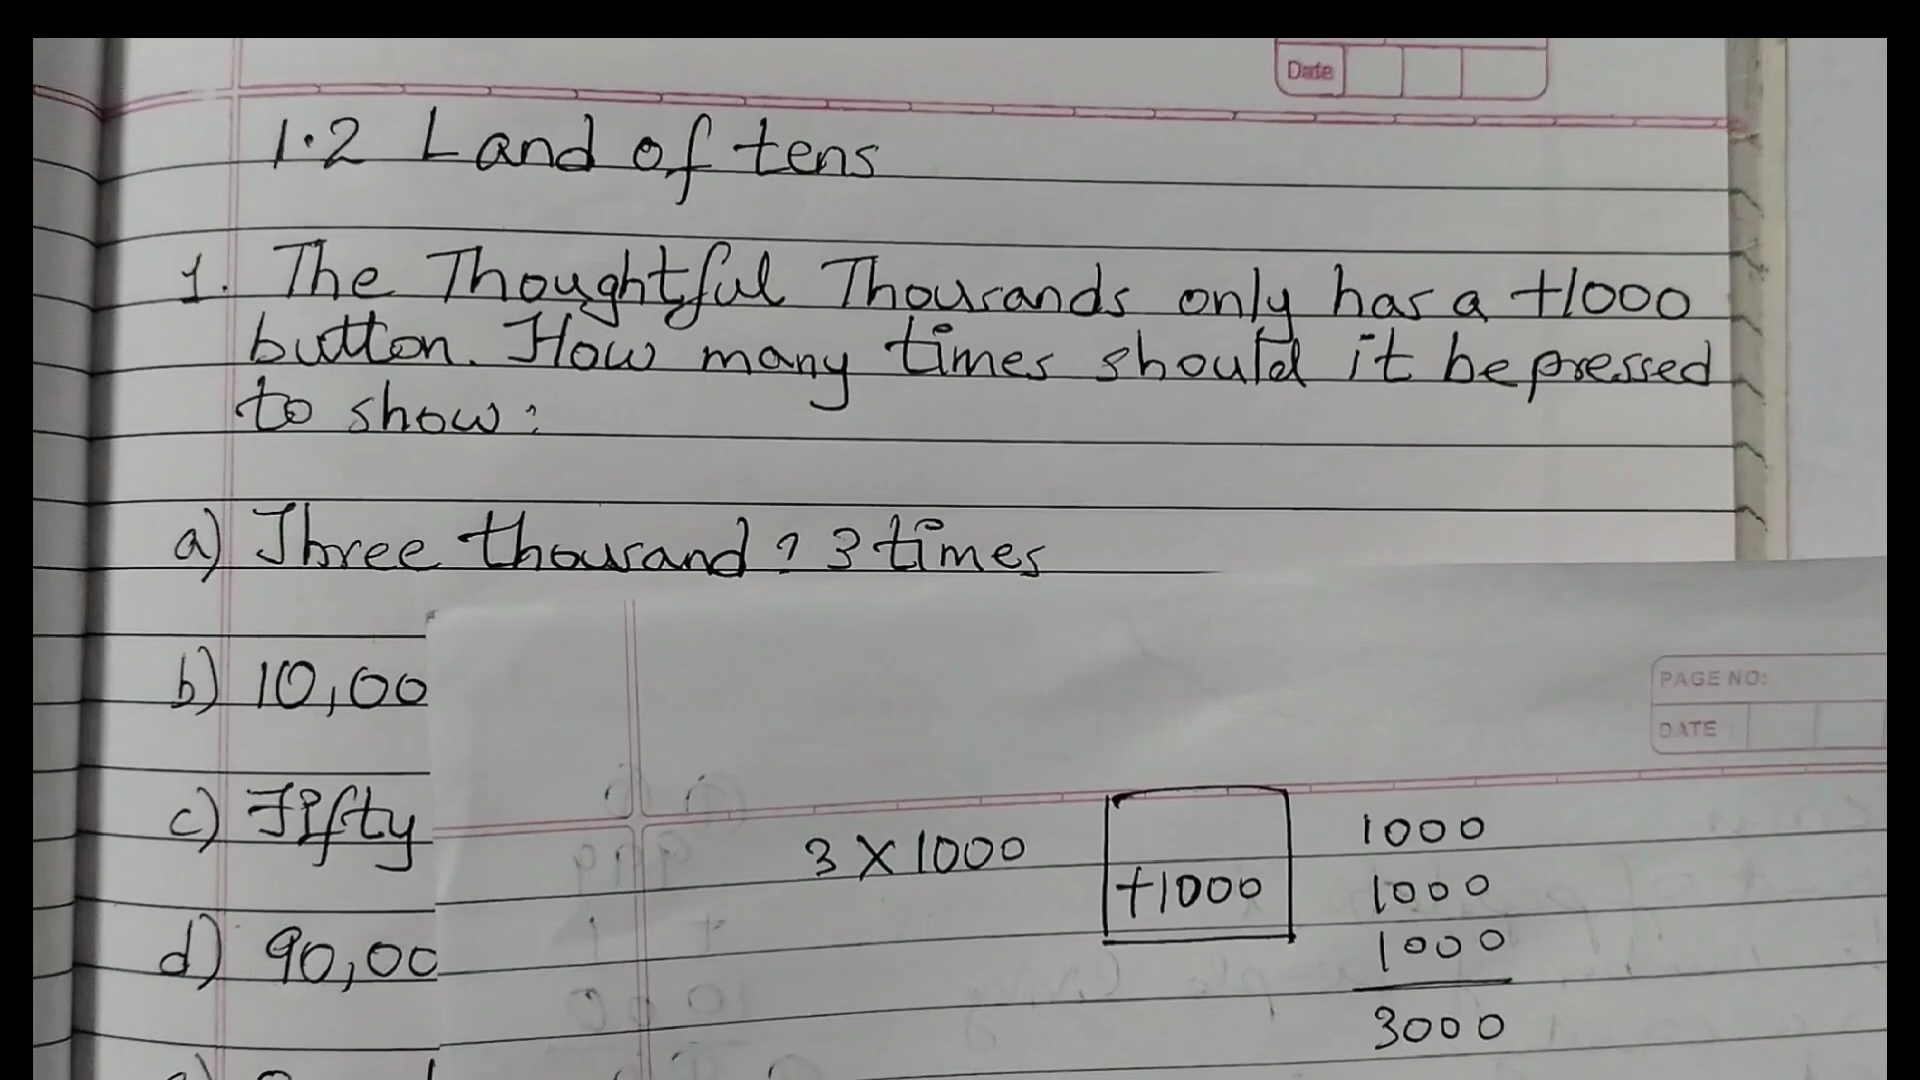 Date
1.2 Land of tens
1. The Thoughtful Thousands only has a +1000
button. How many times should it be pressed
to show:
a) Three thousand? 3 times
b) 10,00
c) Fifty
d) 90,00
PAGE NO:
DATE
3 X 1000
+1000
1000
1000
1000
3000